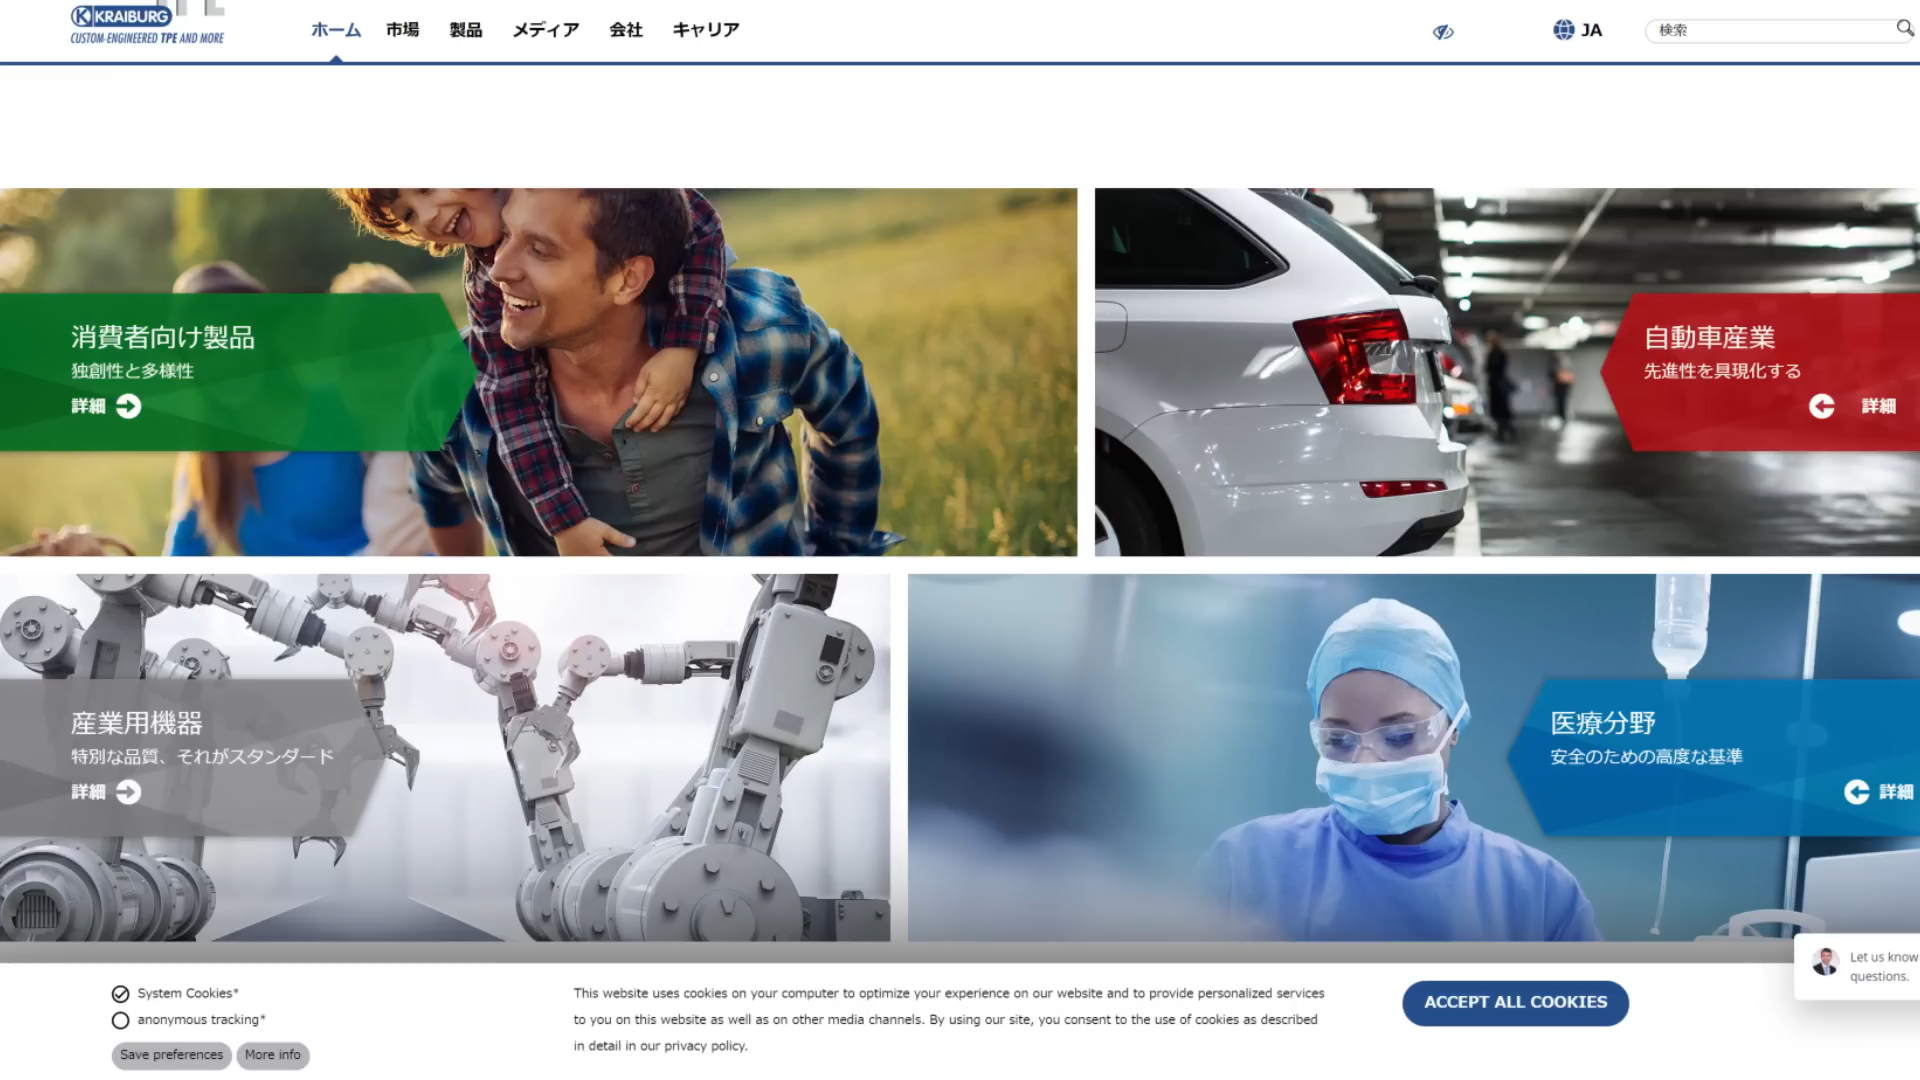 KRAIBURG
CUSTOM-ENGINEERED TPE AND MORE
ホーム 市場 製品 メディア 会社 キャリア
JA
検索
消費者向け製品
独創性と多様性
詳細
自動車産業
先進性を具現化する
詳細
産業用機器
特別な品質、それがスタンダード
詳細
医療分野
安全のための高度な基準
詳細
Let us know
questions.
System Cookies*
anonymous tracking*
Save preferences More info
This website uses cookies on your computer to optimize your experience on our website and to provide personalized services
to you on this website as well as on other media channels. By using our site, you consent to the use of cookies as described
in detail in our privacy policy.
ACCEPT ALL COOKIES